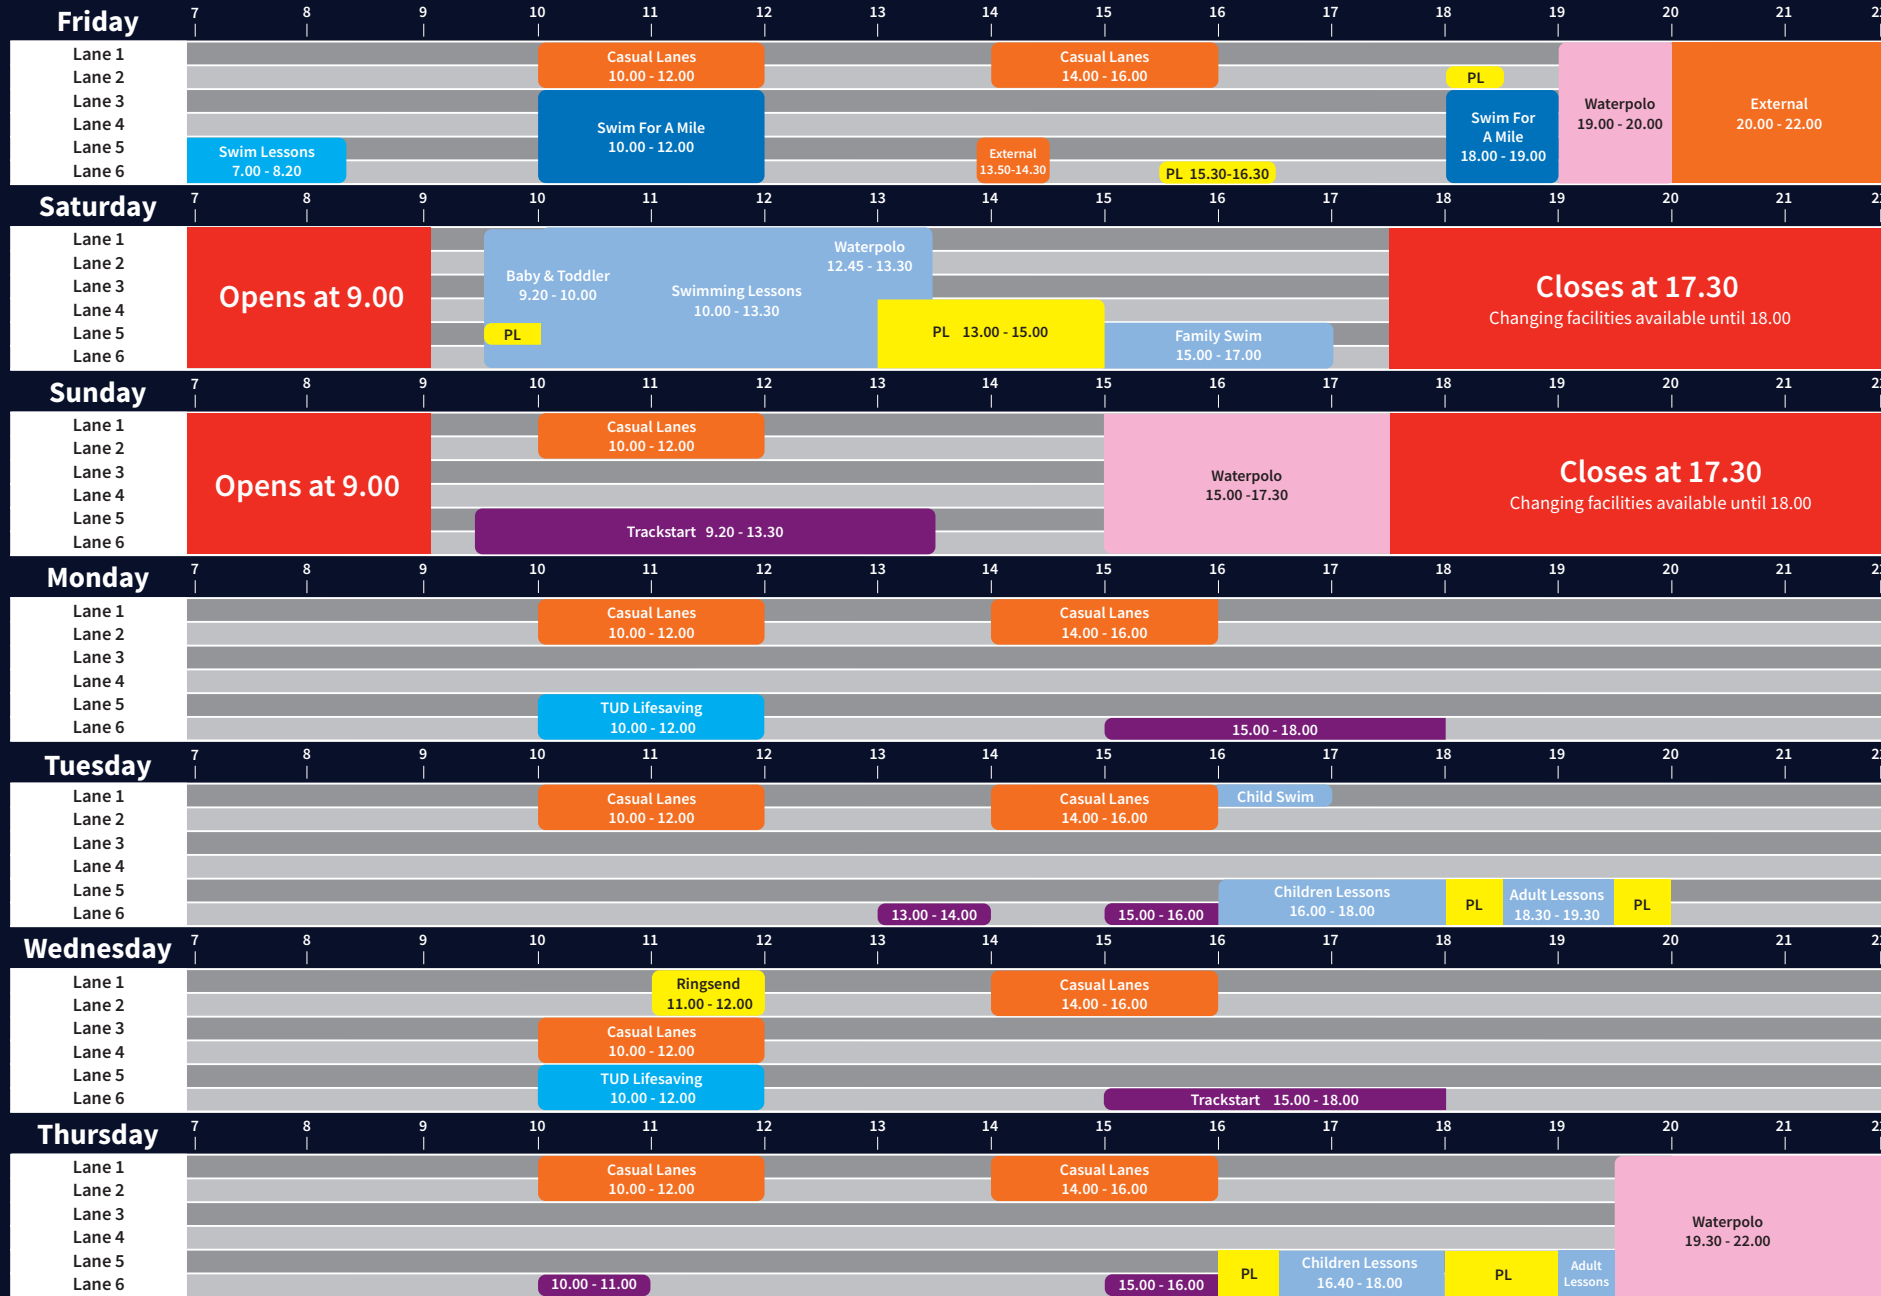 Friday 7 8 9 10 11 12 13 14 15 16 17 18 19 20 21
Lane 1
Lane 2
Lane 3
Lane 4
Lane 5
Lane 6
Swim Lessons
7.00 - 8.20
Casual Lanes
10.00 - 12.00
Swim For A Mile
10.00 - 12.00
Casual Lanes
14.00 - 16.00
External
13.50-14.30
PL 15.30-16.30
PL
Swim For
A Mile
18.00 - 19.00
Waterpolo
19.00 - 20.00
External
20.00 - 22.00
Saturday 7 8 9 10 11 12 13 14 15 16 17 18 19 20 21
Lane 1
Lane 2
Lane 3
Lane 4
Lane 5
Lane 6
Opens at 9.00
Baby & Toddler
9.20 - 10.00
PL
Swimming Lessons
10.00 - 13.30
Waterpolo
12.45 - 13.30
PL 13.00 - 15.00
Family Swim
15.00 - 17.00
Closes at 17.30
Changing facilities available until 18.00
Sunday 7 8 9 10 11 12 13 14 15 16 17 18 19 20 21
Lane 1
Lane 2
Lane 3
Lane 4
Lane 5
Lane 6
Opens at 9.00
Casual Lanes
10.00 - 12.00
Trackstart 9.20 - 13.30
Waterpolo
15.00 -17.30
Closes at 17.30
Changing facilities available until 18.00
Monday 7 8 9 10 11 12 13 14 15 16 17 18 19 20 21
Lane 1
Lane 2
Lane 3
Lane 4
Lane 5
Lane 6
Casual Lanes
10.00 - 12.00
TUD Lifesaving
10.00 - 12.00
Casual Lanes
14.00 - 16.00
15.00 - 18.00
Tuesday 7 8 9 10 11 12 13 14 15 16 17 18 19 20 21
Lane 1
Lane 2
Lane 3
Lane 4
Lane 5
Lane 6
Casual Lanes
10.00 - 12.00
13.00 - 14.00
Casual Lanes
14.00 - 16.00
15.00 - 16.00
Child Swim
Children Lessons
16.00 - 18.00
PL
Adult Lessons
18.30 - 19.30
PL
Wednesday 7 8 9 10 11 12 13 14 15 16 17 18 19 20 21
Lane 1
Lane 2
Lane 3
Lane 4
Lane 5
Lane 6
Ringsend
11.00 - 12.00
Casual Lanes
10.00 - 12.00
TUD Lifesaving
10.00 - 12.00
Casual Lanes
14.00 - 16.00
Trackstart 15.00 - 18.00
Thursday 7 8 9 10 11 12 13 14 15 16 17 18 19 20 21
Lane 1
Lane 2
Lane 3
Lane 4
Lane 5
Lane 6
Casual Lanes
10.00 - 12.00
10.00 - 11.00
Casual Lanes
14.00 - 16.00
15.00 - 16.00
PL
Children Lessons
16.40 - 18.00
PL
Adult
Lessons
Waterpolo
19.30 - 22.00